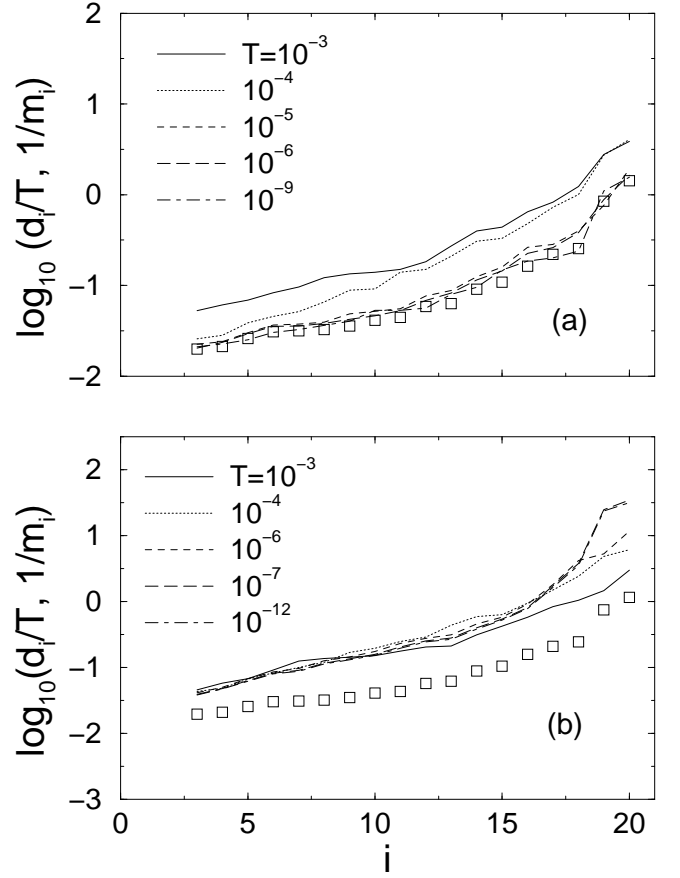 2
1
0
−1
−2
log₁₀ (dᵢ/T, 1/mᵢ)
T=10⁻³
10⁻⁴
10⁻⁵
10⁻⁶
10⁻⁹
(a)
2
1
0
−1
−2
−3
log₁₀(dᵢ/T, 1/mᵢ)
T=10⁻³
10⁻⁴
10⁻⁶
10⁻⁷
10⁻¹²
(b)
0 5 10 15 20
i